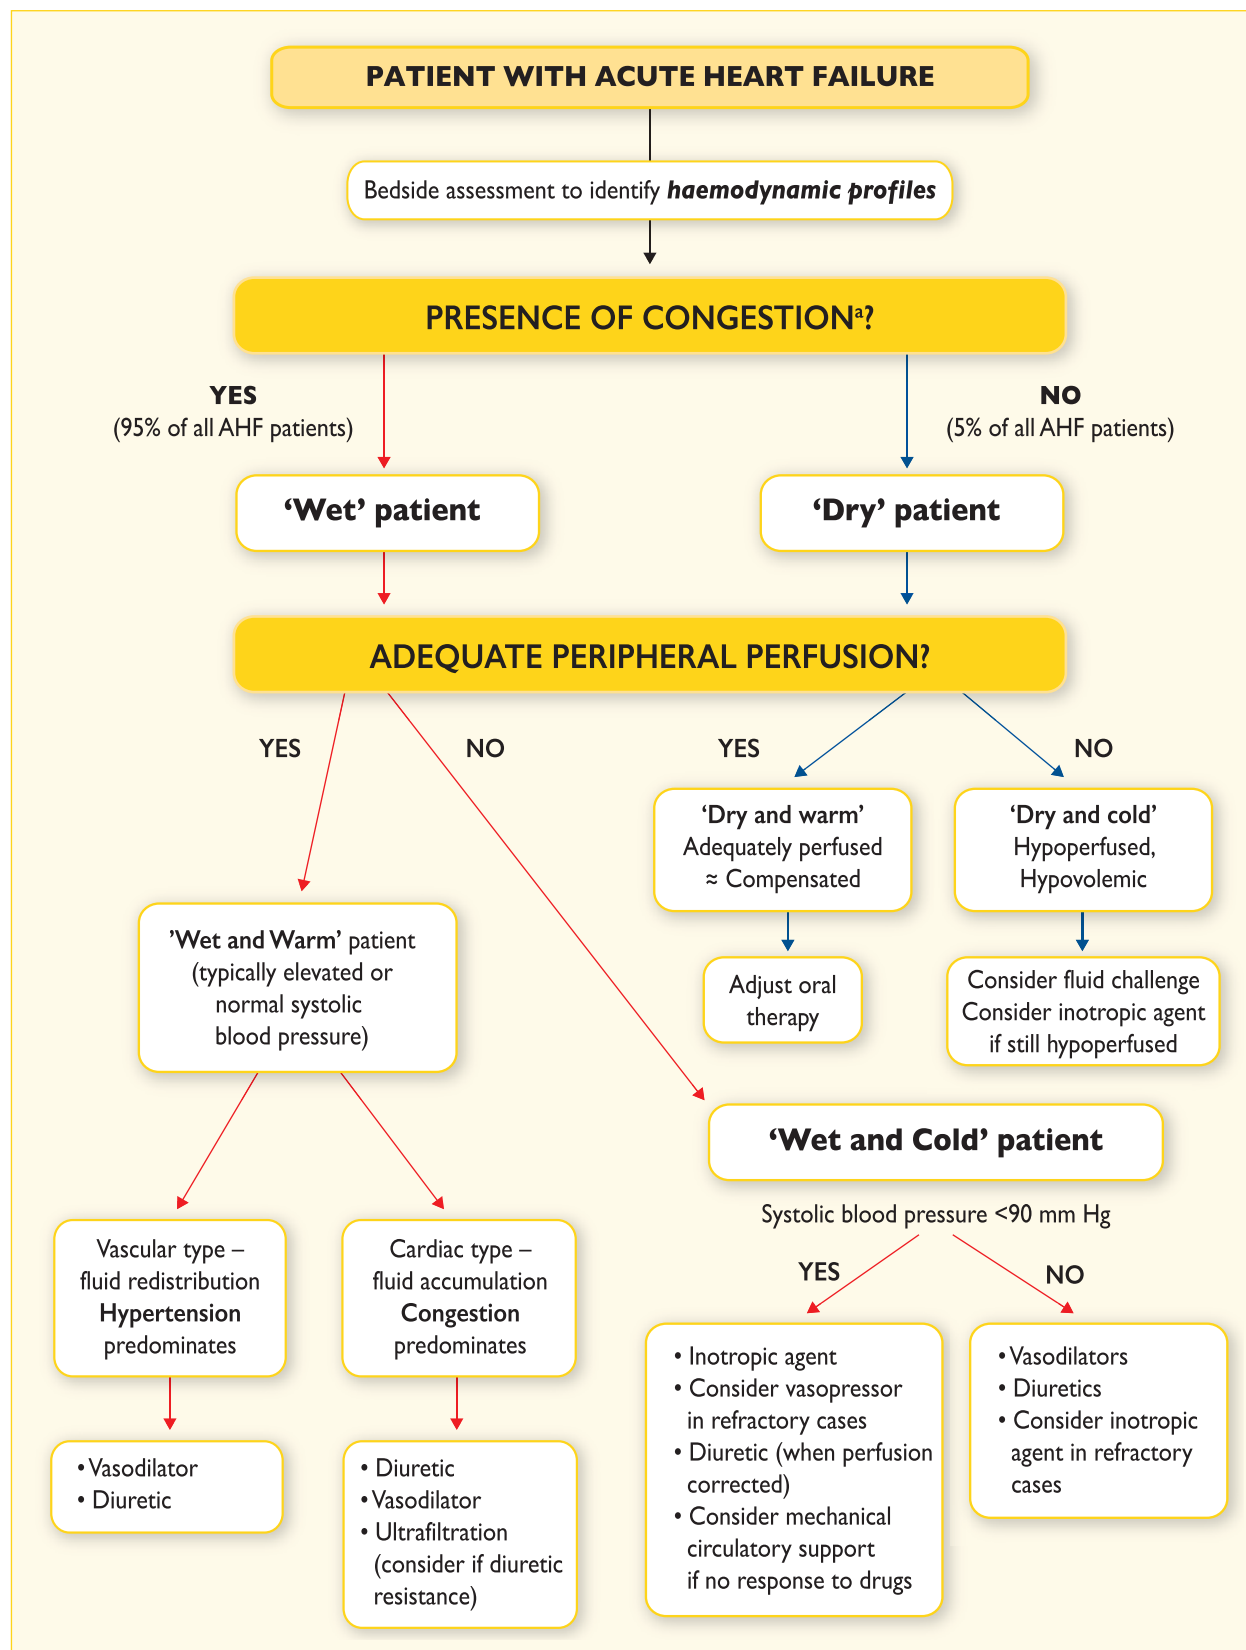 PATIENT WITH ACUTE HEART FAILURE
Bedside assessment to identify haemodynamic profiles
PRESENCE OF CONGESTIONᵃ?
YES
(95% of all AHF patients)
NO
(5% of all AHF patients)
‘Wet’ patient
‘Dry’ patient
ADEQUATE PERIPHERAL PERFUSION?
YES
NO
YES
NO
‘Dry and warm’
Adequately perfused
≈ Compensated
‘Dry and cold’
Hypoperfused,
Hypovolemic
’Wet and Warm’ patient
(typically elevated or
normal systolic
blood pressure)
Adjust oral
therapy
Consider fluid challenge
Consider inotropic agent
if still hypoperfused
‘Wet and Cold’ patient
Systolic blood pressure <90 mm Hg
YES
NO
Vascular type –
fluid redistribution
Hypertension
predominates
Cardiac type –
fluid accumulation
Congestion
predominates
• Vasodilator
• Diuretic
• Diuretic
• Vasodilator
• Ultrafiltration
(consider if diuretic
resistance)
• Inotropic agent
• Consider vasopressor
in refractory cases
• Diuretic (when perfusion
corrected)
• Consider mechanical
circulatory support
if no response to drugs
• Vasodilators
• Diuretics
• Consider inotropic
agent in refractory
cases